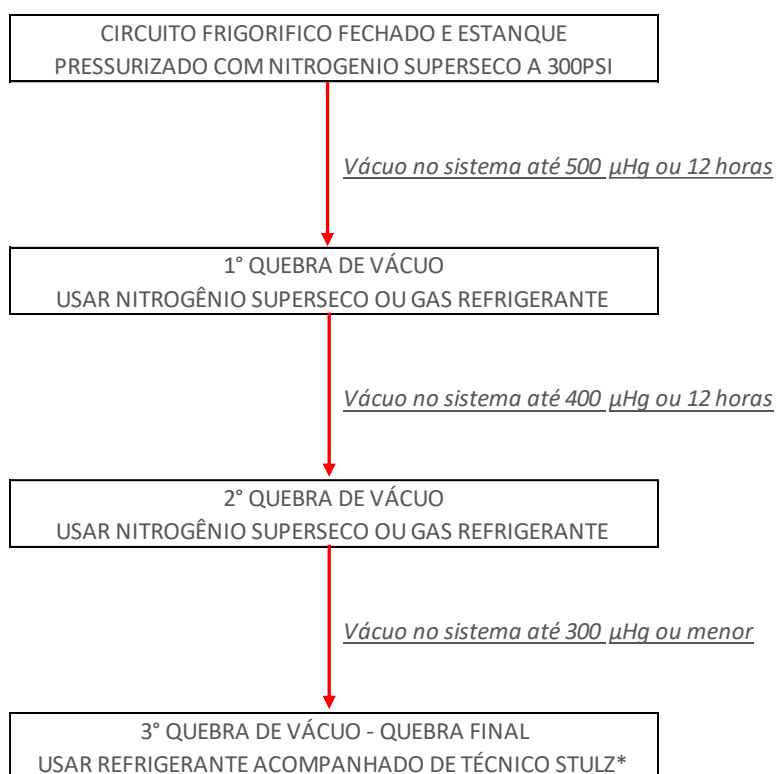 CIRCUITO FRIGORIFICO FECHADO E ESTANQUE
PRESSURIZADO COM NITROGENIO SUPERSECO A 300PSI
Vácuo no sistema até 500 µHg ou 12 horas
1° QUEBRA DE VÁCUO
USAR NITROGÊNIO SUPERSECO OU GAS REFRIGERANTE
Vácuo no sistema até 400 µHg ou 12 horas
2° QUEBRA DE VÁCUO
USAR NITROGÊNIO SUPERSECO OU GAS REFRIGERANTE
Vácuo no sistema até 300 µHg ou menor
3° QUEBRA DE VÁCUO - QUEBRA FINAL
USAR REFRIGERANTE ACOMPANHADO DE TÉCNICO STULZ*